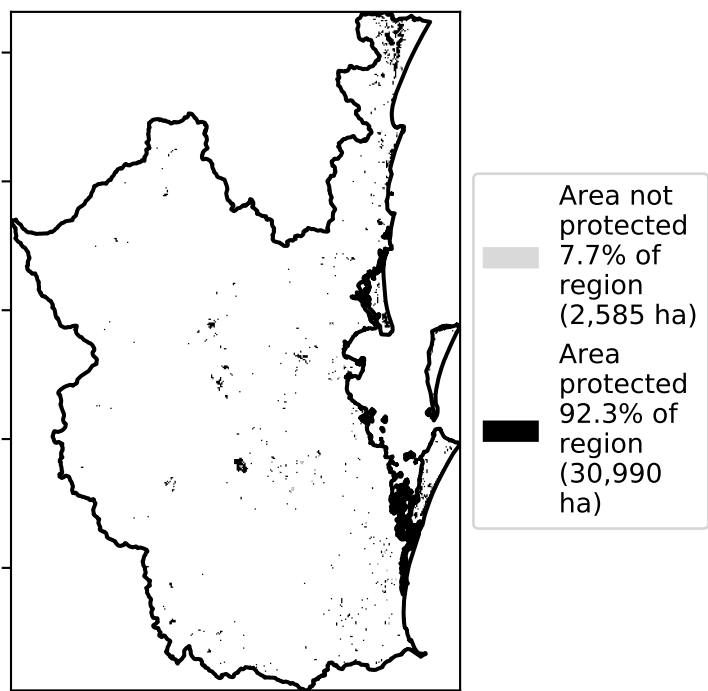 Area not
protected
7.7% of
region
(2,585 ha)
Area
protected
92.3% of
region
(30,990
ha)